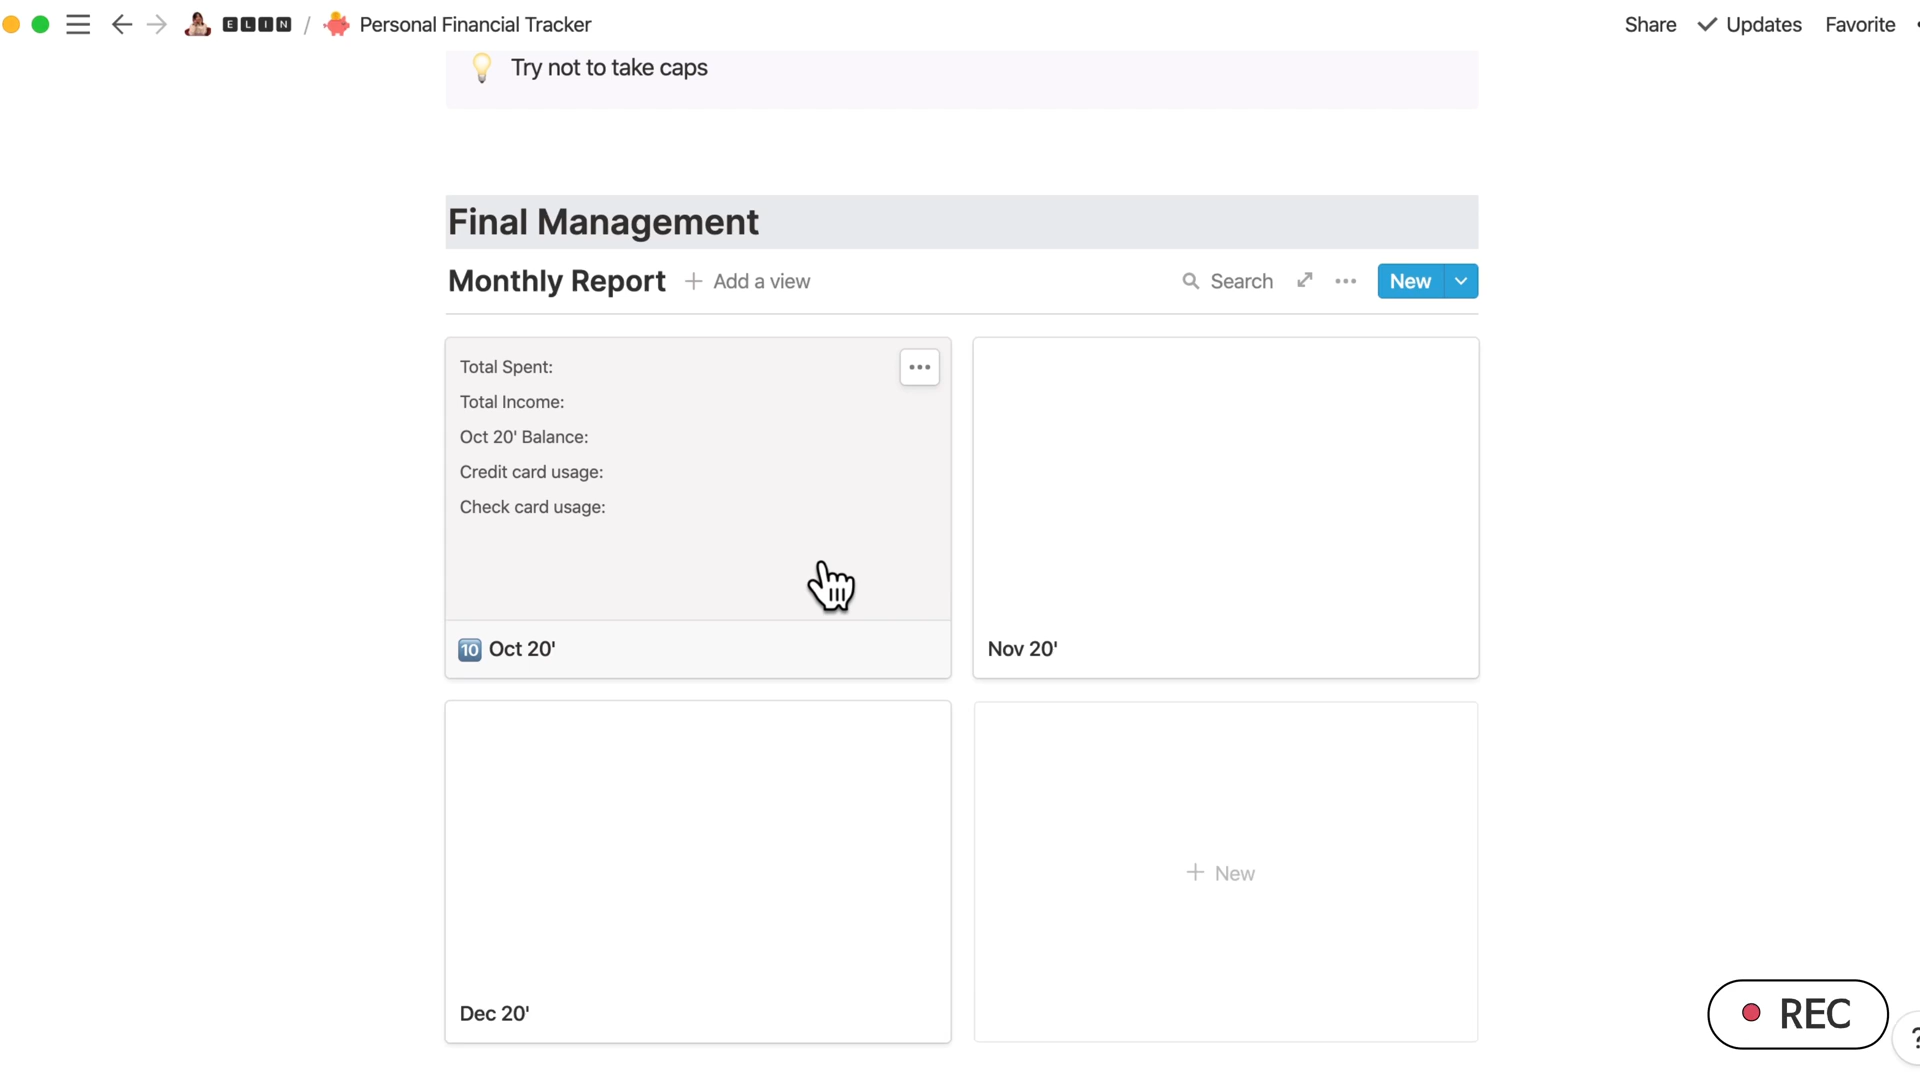 ELIN / Personal Financial Tracker
Share Updates Favorite
Try not to take caps
Final Management
Monthly Report + Add a view Search New
Total Spent:
Total Income:
Oct 20' Balance:
Credit card usage:
Check card usage:
10 Oct 20'
Nov 20'
+ New
Dec 20'
REC
?